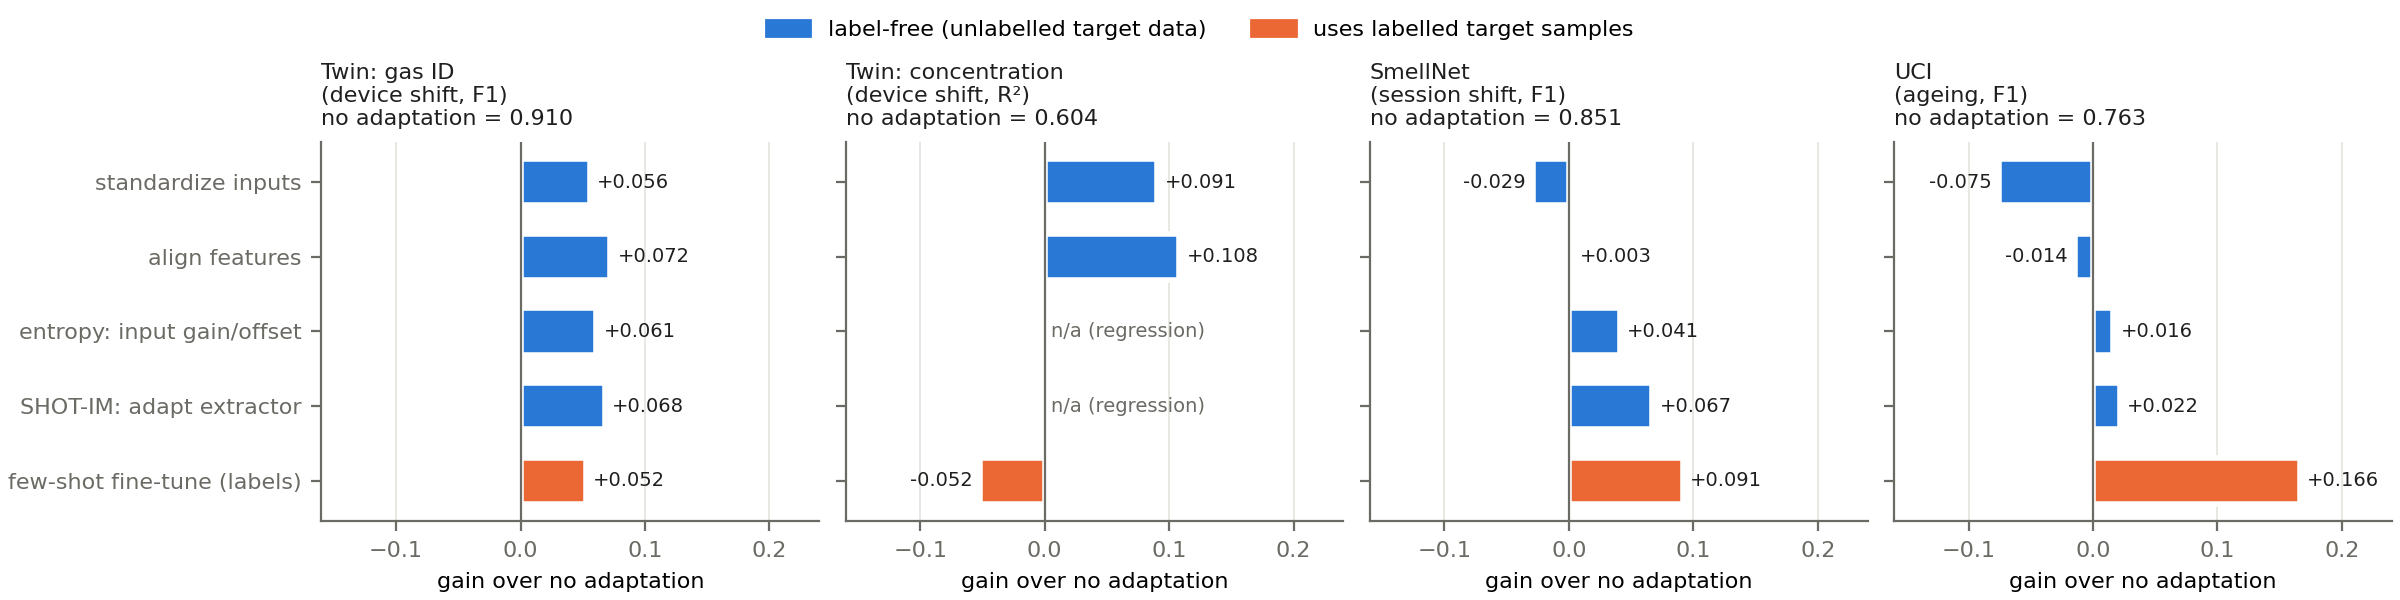 label-free (unlabelled target data)
uses labelled target samples
Twin: gas ID
(device shift, F1)
no adaptation = 0.910
Twin: concentration
(device shift, R²)
no adaptation = 0.604
SmellNet
(session shift, F1)
no adaptation = 0.851
UCI
(ageing, F1)
no adaptation = 0.763
standardize inputs
align features
entropy: input gain/offset
SHOT-IM: adapt extractor
few-shot fine-tune (labels)
+0.056
+0.072
+0.061
+0.068
+0.052
−0.1
0.0
0.1
0.2
gain over no adaptation
+0.091
+0.108
n/a (regression)
n/a (regression)
-0.052
−0.1
0.0
0.1
0.2
gain over no adaptation
-0.029
+0.003
+0.041
+0.067
+0.091
−0.1
0.0
0.1
0.2
gain over no adaptation
-0.075
-0.014
+0.016
+0.022
+0.166
−0.1
0.0
0.1
0.2
gain over no adaptation